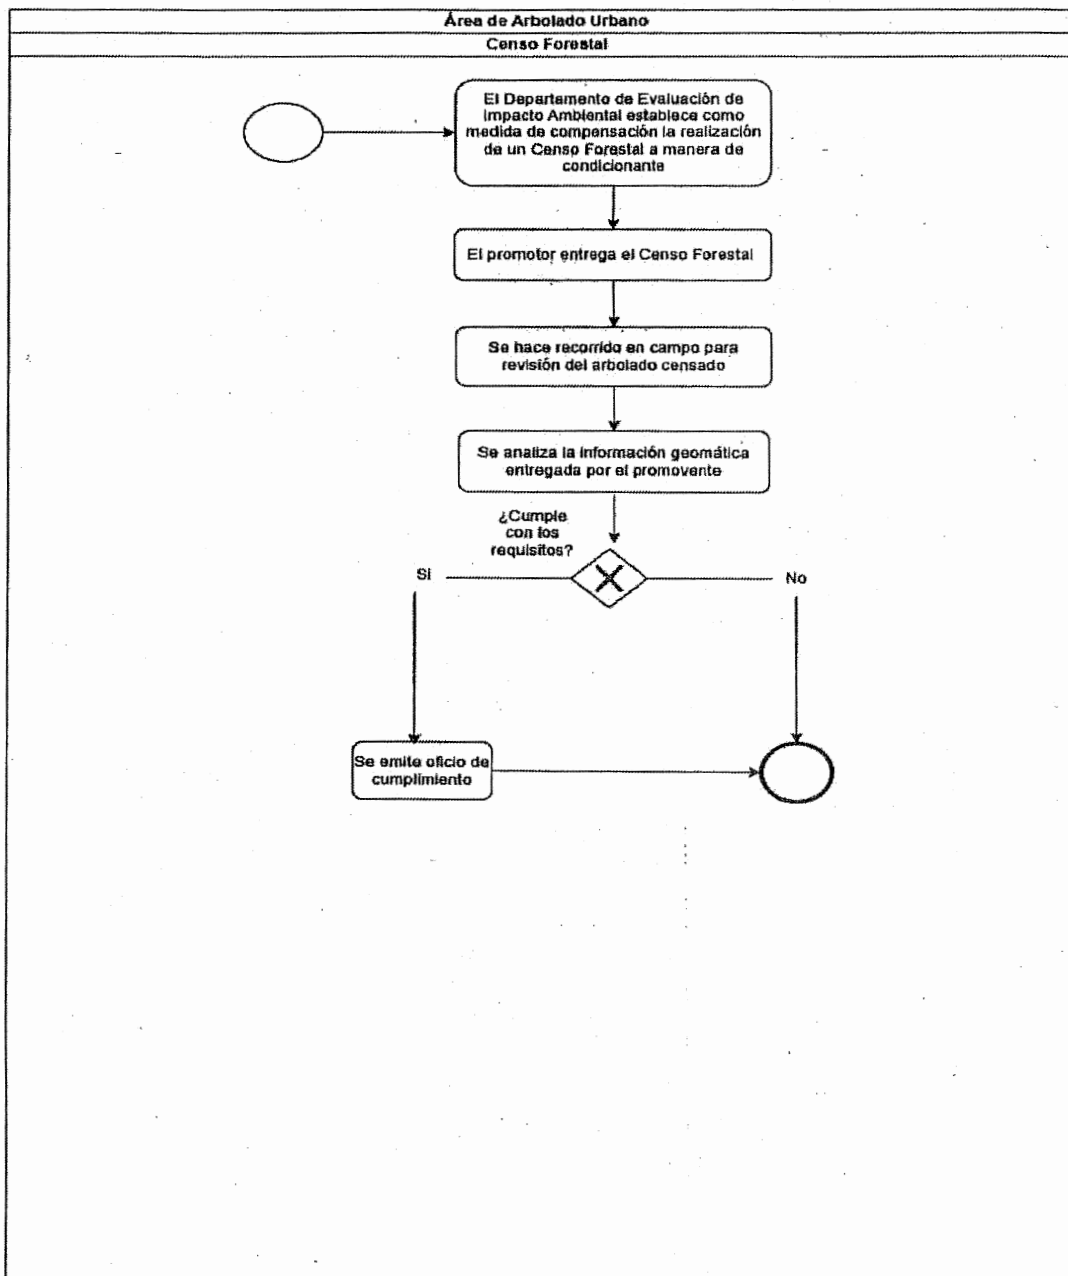 Área de Arbolado Urbano
Censo Forestal
El Departamento de Evaluación de
Impacto Ambiental establece como
medida de compensación la realización
de un Censo Forestal a manera de
condicionante
El promotor entrega el Censo Forestal
Se hace recorrido en campo para
revisión del arbolado censado
Se analiza la información geomática
entregada por el promovente
¿Cumple
con los
requisitos?
Si
No
Se emite oficio de
cumplimiento